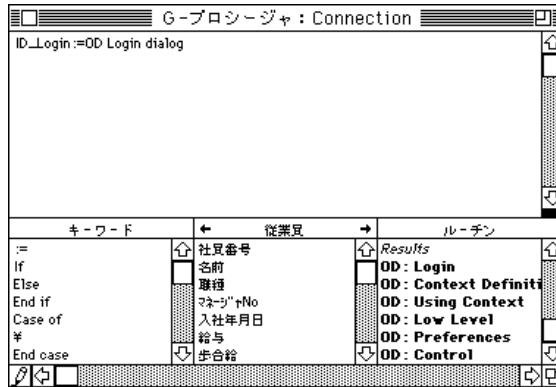 G-プロシージャ：Connection
ID_Login:=OD Login dialog
キーワード
:=
If
Else
End if
Case of
¥
End case
← 従業員 →
社員番号
名前
職種
ﾏﾈｰｼﾞｬNo
入社年月日
給与
歩合給
ルーチン
Results
OD: Login
OD: Context Definiti
OD: Using Context
OD: Low Level
OD: Preferences
OD: Control